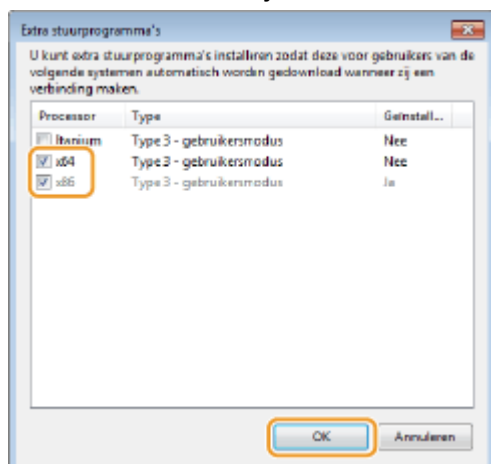 Extra stuurprogramma's
U kunt extra stuurprogramma's installeren zodat deze voor gebruikers van de
volgende systemen automatisch worden gedownload wanneer zij een
verbinding maken.
Processor Type Geïnstall...
Itanium Type 3 - gebruikersmodus Nee
x64 Type 3 - gebruikersmodus Nee
x86 Type 3 - gebruikersmodus Ja
OK Annuleren